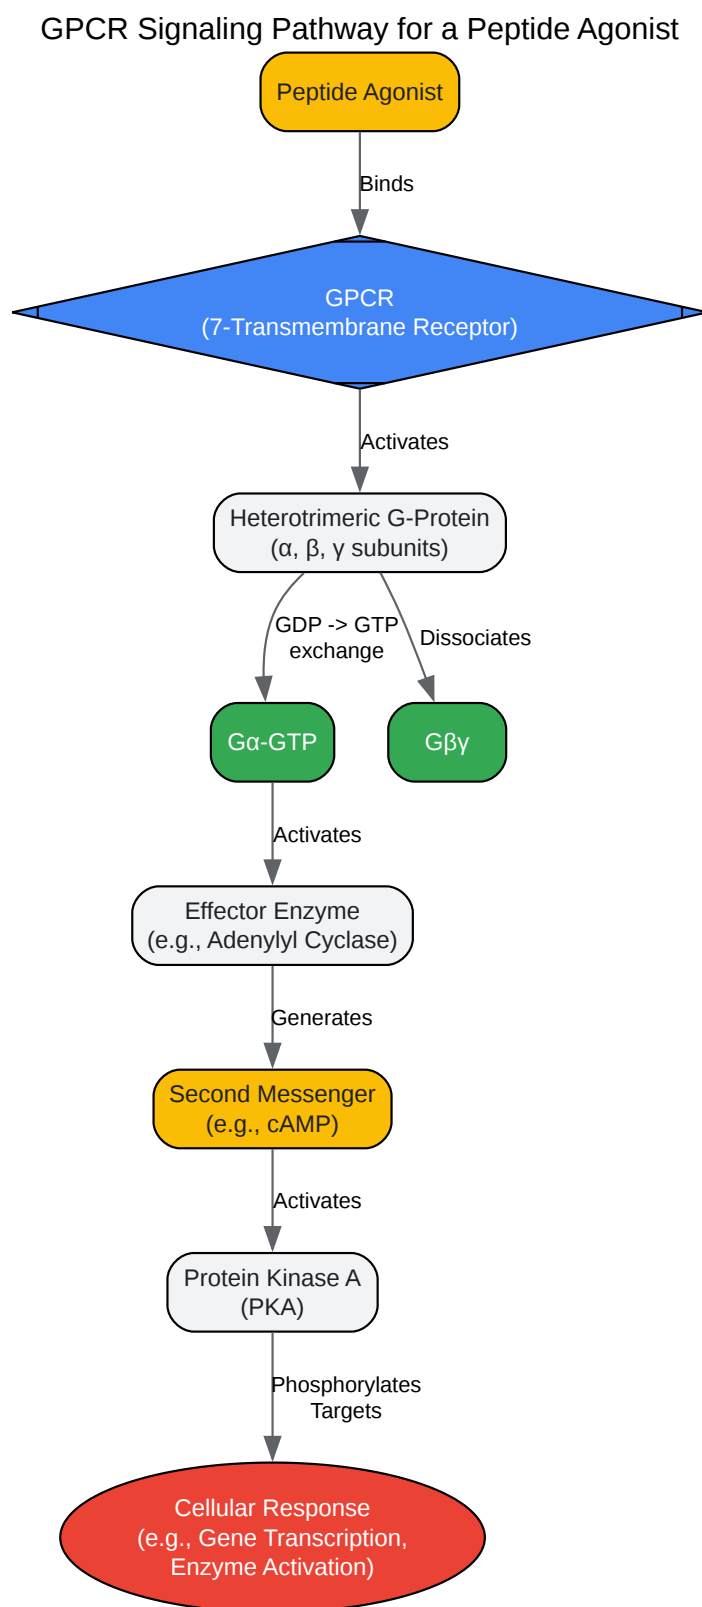 GPCR Signaling Pathway for a Peptide Agonist
Peptide Agonist
Binds
GPCR
(7-Transmembrane Receptor)
Activates
Heterotrimeric G-Protein
(α, β, γ subunits)
GDP -> GTP
exchange
Dissociates
Gα-GTP
Gβγ
Activates
Effector Enzyme
(e.g., Adenylyl Cyclase)
Generates
Second Messenger
(e.g., cAMP)
Activates
Protein Kinase A
(PKA)
Phosphorylates
Targets
Cellular Response
(e.g., Gene Transcription,
Enzyme Activation)